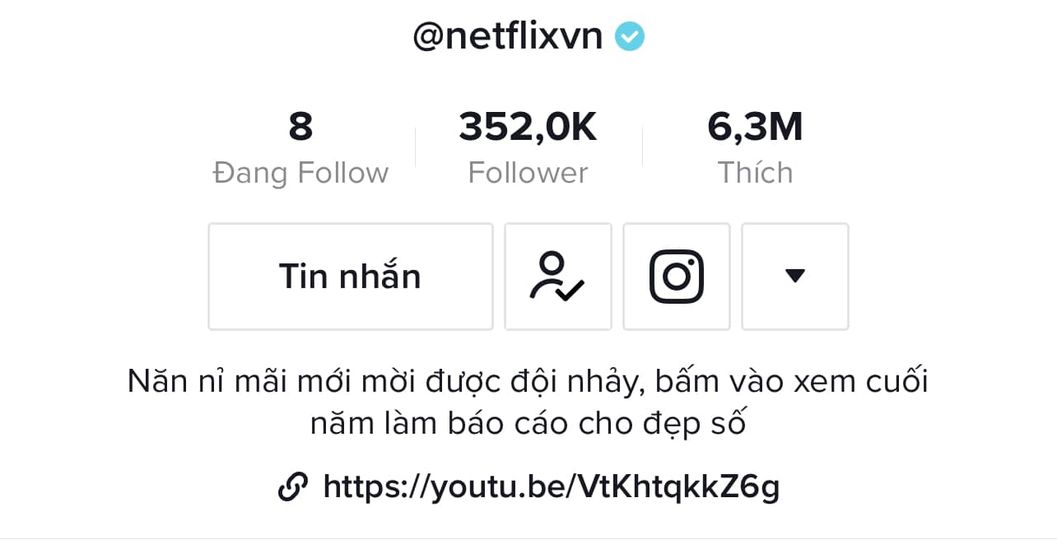 @netflixvn
8 352,0K 6,3M
Đang Follow Follower Thích
Tin nhắn
Năn nỉ mãi mới mời được đội nhảy, bấm vào xem cuối
năm làm báo cáo cho đẹp số
https://youtu.be/VtKhtqkkZ6g